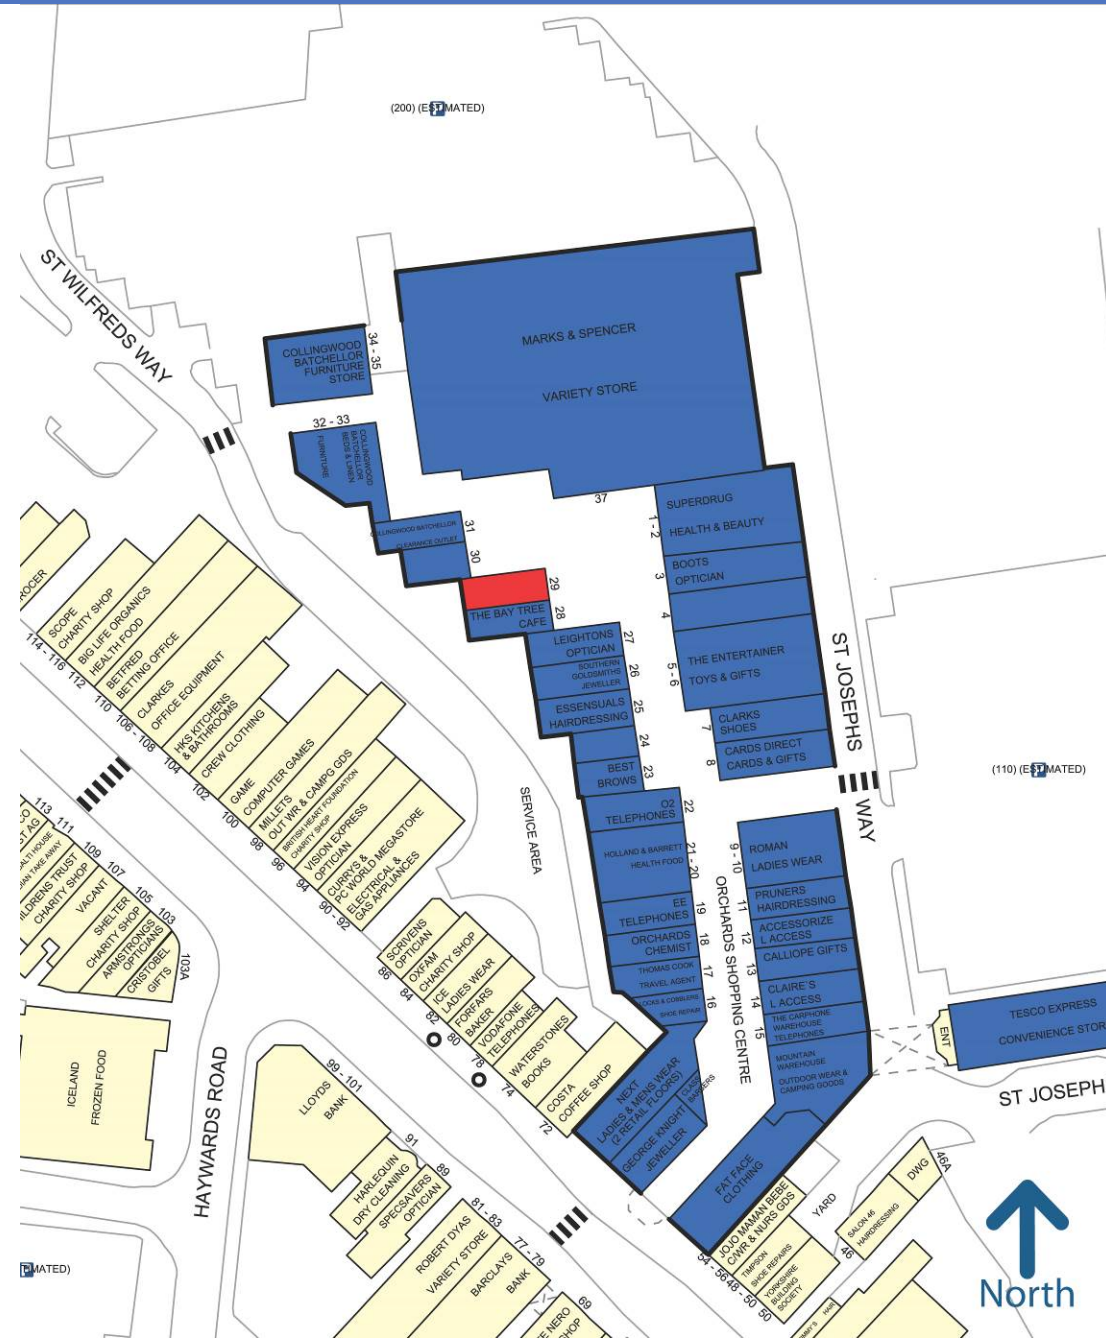 (200) (ESTIMATED)
ST WILFREDS WAY
MARKS & SPENCER
VARIETY STORE
34 - 35
COLLINGWOOD
BATCHELLOR
FURNITURE
STORE
32 - 33
COLLINGWOOD
BATCHELLOR
BEDS & LINEN
FURNITURE
37
31
COLLINGWOOD BATCHELLOR
CLEARANCE OUTLET
30
SUPERDRUG
HEALTH & BEAUTY
1 - 2
BOOTS
OPTICIAN
3
4
29
28
THE BAY TREE
CAFE
LEIGHTONS
OPTICIAN
27
SOUTHERN
GOLDSMITHS
JEWELLER
26
ESSENSUALS
HAIRDRESSING
25
24
BEST
BROWS
23
THE ENTERTAINER
TOYS & GIFTS
5 - 6
CLARKS
SHOES
7
CARDS DIRECT
CARDS & GIFTS
8
ST JOSEPHS
WAY
(110) (ESTIMATED)
O2
TELEPHONES
22
HOLLAND & BARRETT
HEALTH FOOD
21 - 20
EE
TELEPHONES
19
ORCHARDS
CHEMIST
18
THOMAS COOK
TRAVEL AGENT
17
SHOE REPAIR
16
ORCHARDS SHOPPING CENTRE
ROMAN
LADIES WEAR
9 - 10
PRUNERS
HAIRDRESSING
11
ACCESSORIZE
L ACCESS
12
CALLIOPE GIFTS
13
CLAIRE'S
L ACCESS
14
THE CARPHONE
WAREHOUSE
TELEPHONES
15
MOUNTAIN
WAREHOUSE
OUTDOOR WEAR &
CAMPING GOODS
NEXT
LADIES & MENS WEAR
(2 RETAIL FLOORS)
GEORGE KNIGHT
JEWELLER
FAT FACE
CLOTHING
ENT
TESCO EXPRESS
CONVENIENCE STOR
ST JOSEPH
SERVICE AREA
ROCER
SCOPE
CHARITY SHOP
114 - 116
BIG LIFE ORGANICS
HEALTH FOOD
112
BETFRED
BETTING OFFICE
110
CLARKES
OFFICE EQUIPMENT
106 - 108
HKS KITCHENS
& BATHROOMS
104
CREW CLOTHING
102
GAME
COMPUTER GAMES
100
MILLETS
OUT WR & CAMPG GDS
98
BRITISH HEART FOUNDATION
CHARITY SHOP
96
VISION EXPRESS
OPTICIAN
94
CURRYS &
PC WORLD MEGASTORE
ELECTRICAL &
GAS APPLIANCES
90 - 92
SCRIVENS
OPTICIAN
86
OXFAM
CHARITY SHOP
84
ICE
LADIES WEAR
82
FORFARS
BAKER
80
VODAFONE
TELEPHONES
78
WATERSTONES
BOOKS
74
COSTA
COFFEE SHOP
72
113
111
109
LDRENS TRUST
CHARITY SHOP
107
VACANT
105
SHELTER
CHARITY SHOP
103
ARMSTRONGS
OPTICIANS
CRISTOBEL
GIFTS
103A
ICELAND
FROZEN FOOD
HAYWARDS ROAD
99 - 101
LLOYDS
BANK
91
HARLEQUIN
DRY CLEANING
89
SPECSAVERS
OPTICIAN
81 - 83
ROBERT DYAS
VARIETY STORE
77 - 79
BARCLAYS
BANK
69
NERO
HOP
JOJO MAMAN BEBE
C/WR & NURS GDS
54 - 56
TIMPSON
SHOE REPAIRS
48 - 50
YORKSHIRE
BUILDING
SOCIETY
50
YARD
SALON 46
HAIRDRESSING
46
DWG
46A
HAIR
MATED)
North